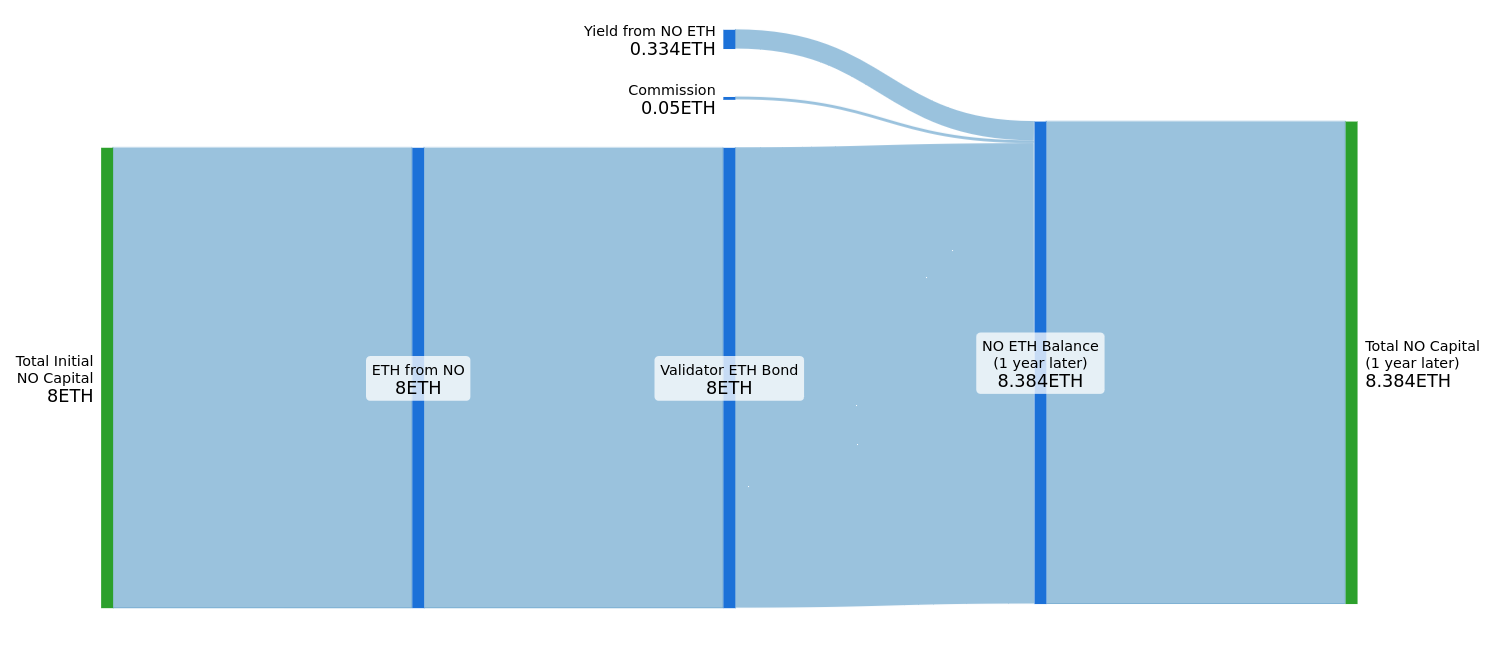 Yield from NO ETH
0.334ETH
Commission
0.05ETH
Total Initial
NO Capital
8ETH
ETH from NO
8ETH
Validator ETH Bond
8ETH
NO ETH Balance
(1 year later)
8.384ETH
Total NO Capital
(1 year later)
8.384ETH